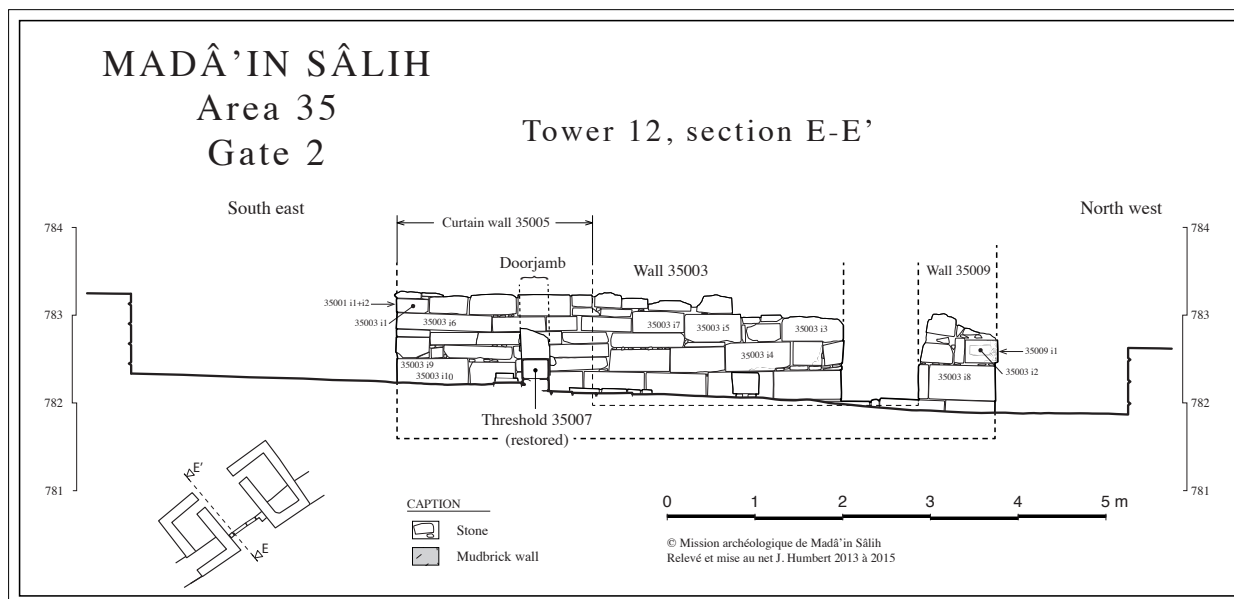 MADÂ’IN SÂLIH
Area 35
Gate 2
Tower 12, section E-E’
South east
North west
784
783
782
781
784
783
782
781
Curtain wall 35005
Doorjamb
Wall 35003
Wall 35009
35001 i1+i2
35003 i1
35003 i6
35003 i7
35003 i5
35003 i3
35003 i4
35003 i9
35003 i10
35003 i8
35009 i1
35003 i2
Threshold 35007
(restored)
E’
E
CAPTION
Stone
Mudbrick wall
0 1 2 3 4 5 m
© Mission archéologique de Madâ’in Sâlih
Relevé et mise au net J. Humbert 2013 à 2015